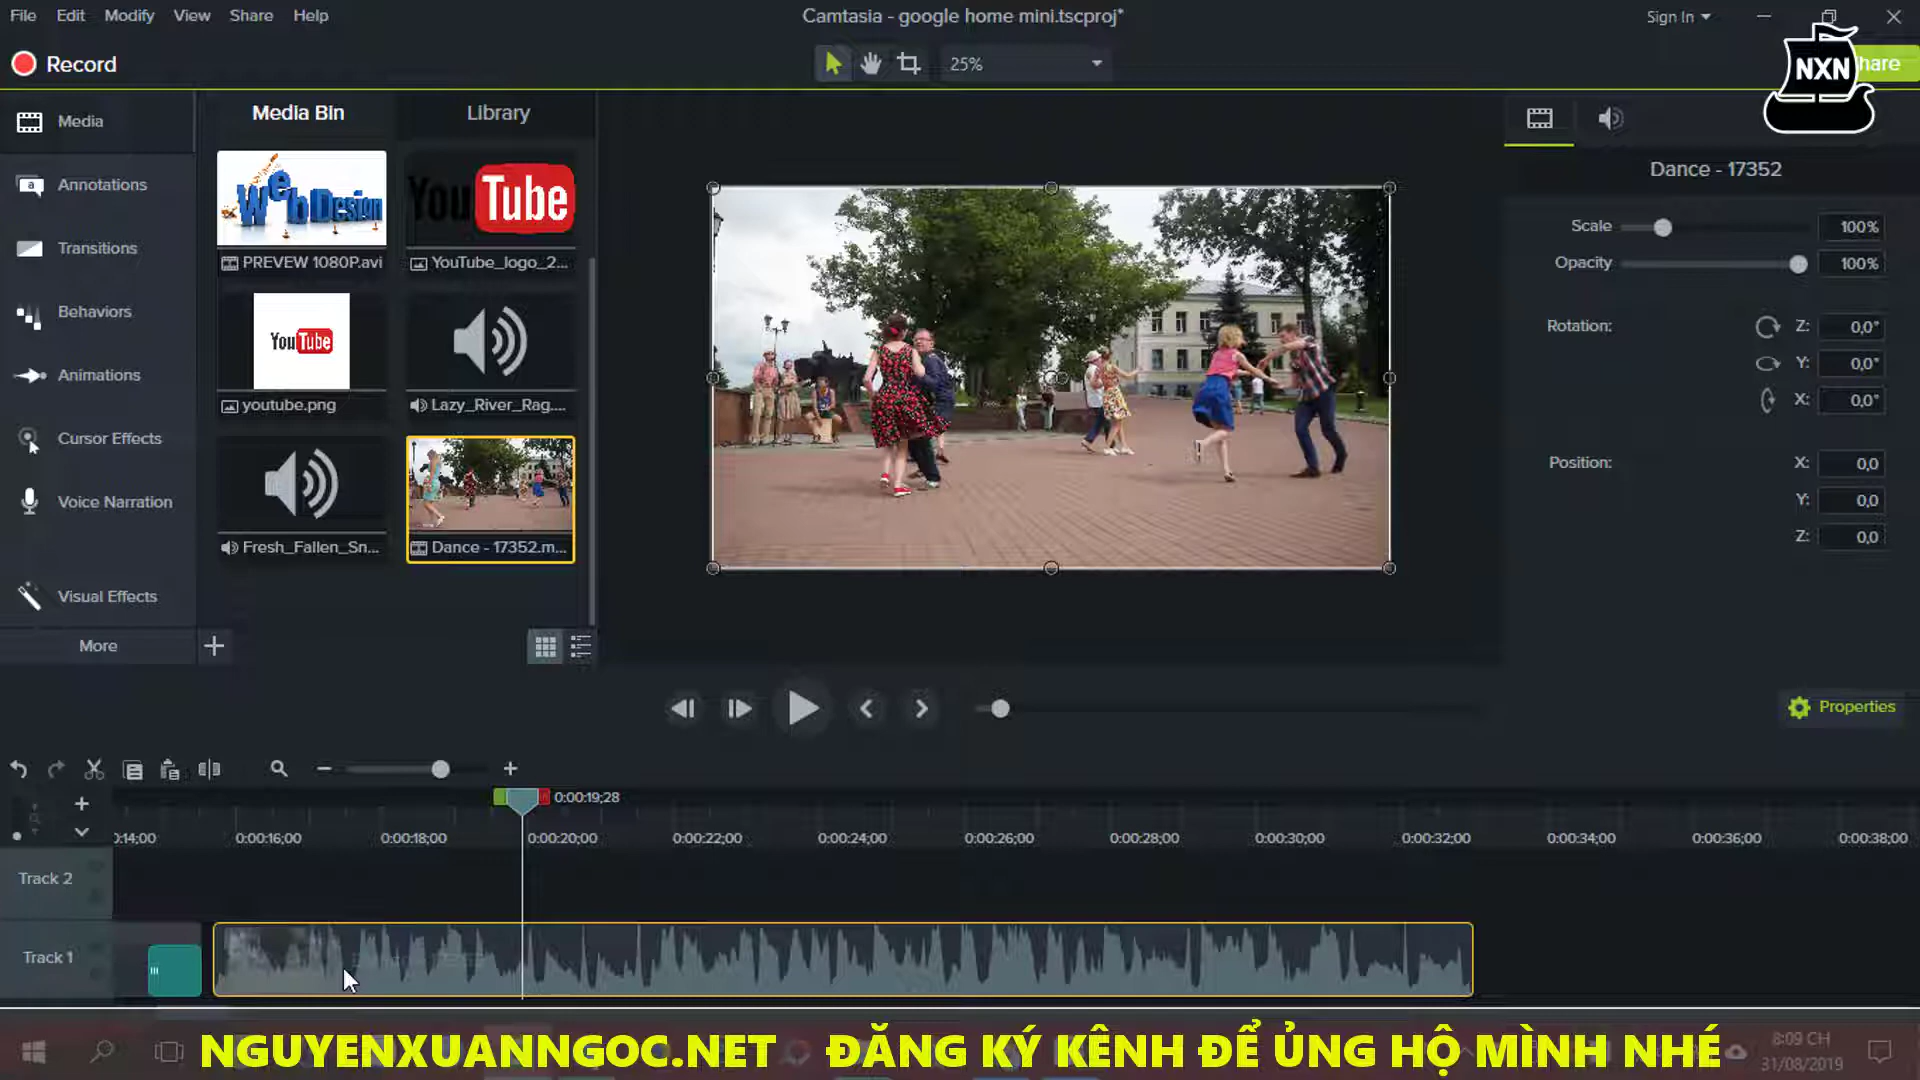 File Edit Modify View Share Help
Camtasia - google home mini.tscproj*
Sign In
Record
25%
NXN
hare
Media
Annotations
Transitions
Behaviors
Animations
Cursor Effects
Voice Narration
Visual Effects
More
Media Bin
Library
Web Design
YouTube
PREVEW 1080P.avi
YouTube_logo_2...
YouTube
youtube.png
Lazy_River_Rag....
Fresh_Fallen_Sn...
Dance - 17352.m...
Dance - 17352
Scale 100%
Opacity 100%
Rotation: Z: 0,0°
Y: 0,0°
X: 0,0°
Position: X: 0,0
Y: 0,0
Z: 0,0
Properties
0:00:19;28
0:14:00 0:00:16;00 0:00:18;00 0:00:20;00 0:00:22;00 0:00:24;00 0:00:26;00 0:00:28;00 0:00:30;00 0:00:32;00 0:00:34;00 0:00:36;00 0:00:38;00
Track 2
Track 1
NGUYENXUANNGOC.NET ĐĂNG KÝ KÊNH ĐỂ ỦNG HỘ MÌNH NHÉ
8:09 CH
31/08/2019